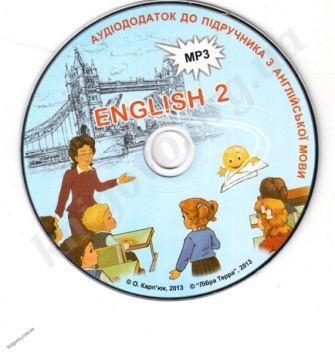 АУДІОДОДАТОК ДО ПІДРУЧНИКА З АНГЛІЙСЬКОЇ МОВИ
MP3
ENGLISH 2
© О. Карп'юк, 2013
© "Лібра Терра", 2013